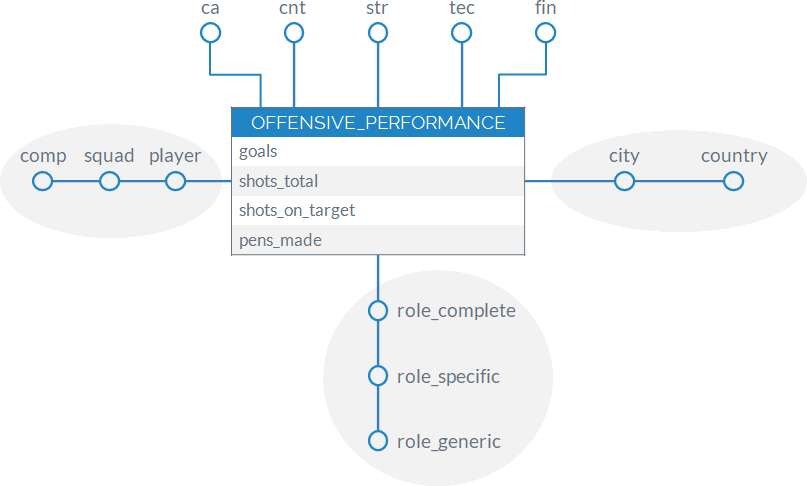 ca cnt str tec fin
OFFENSIVE_PERFORMANCE
goals
comp squad player
city country
shots_total
shots_on_target
pens_made
role_complete
role_specific
role_generic